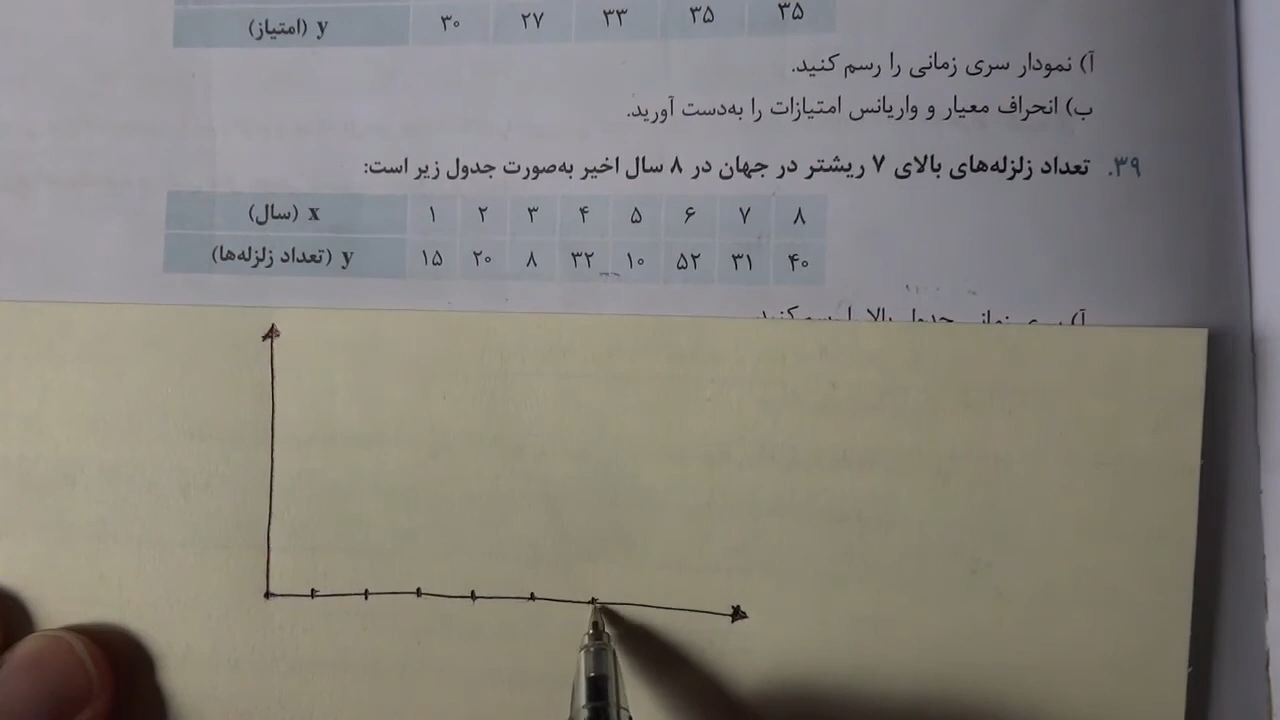 y (امتیاز) ۳۰ ۲۷ ۳۳ ۳۵ ۳۵
آ) نمودار سری زمانی را رسم کنید.
ب) انحراف معیار و واریانس امتیازات را به‌دست آورید.
۳۹. تعداد زلزله‌های بالای ۷ ریشتر در جهان در ۸ سال اخیر به‌صورت جدول زیر است:
x (سال) ۱ ۲ ۳ ۴ ۵ ۶ ۷ ۸
y (تعداد زلزله‌ها) ۱۵ ۲۰ ۸ ۳۲ ۱۰ ۵۲ ۳۱ ۴۰